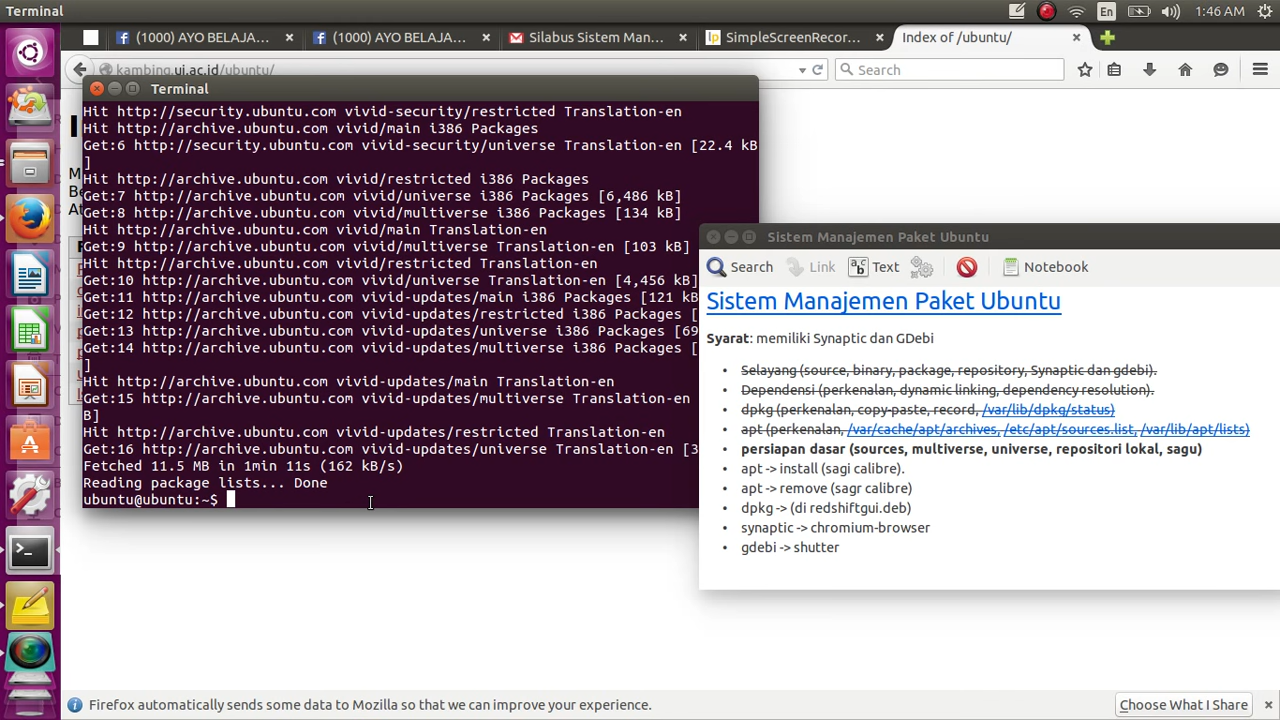 Terminal
En
1:46 AM
(1000) AYO BELAJA...
(1000) AYO BELAJA...
Silabus Sistem Man...
SimpleScreenRecor...
Index of /ubuntu/
kambing.ui.ac.id/ubuntu/
Search
Terminal
Hit http://security.ubuntu.com vivid-security/restricted Translation-en
Hit http://archive.ubuntu.com vivid/main i386 Packages
Get:6 http://security.ubuntu.com vivid-security/universe Translation-en [22.4 kB
]
Hit http://archive.ubuntu.com vivid/restricted i386 Packages
Get:7 http://archive.ubuntu.com vivid/universe i386 Packages [6,486 kB]
Get:8 http://archive.ubuntu.com vivid/multiverse i386 Packages [134 kB]
Hit http://archive.ubuntu.com vivid/main Translation-en
Get:9 http://archive.ubuntu.com vivid/multiverse Translation-en [103 kB]
Hit http://archive.ubuntu.com vivid/restricted Translation-en
Get:10 http://archive.ubuntu.com vivid/universe Translation-en [4,456 kB]
Get:11 http://archive.ubuntu.com vivid-updates/main i386 Packages [121 kB
Get:12 http://archive.ubuntu.com vivid-updates/restricted i386 Packages [
Get:13 http://archive.ubuntu.com vivid-updates/universe i386 Packages [69
Get:14 http://archive.ubuntu.com vivid-updates/multiverse i386 Packages [
]
Hit http://archive.ubuntu.com vivid-updates/main Translation-en
Get:15 http://archive.ubuntu.com vivid-updates/multiverse Translation-en
B]
Hit http://archive.ubuntu.com vivid-updates/restricted Translation-en
Get:16 http://archive.ubuntu.com vivid-updates/universe Translation-en [3
Fetched 11.5 MB in 1min 11s (162 kB/s)
Reading package lists... Done
ubuntu@ubuntu:~$
Sistem Manajemen Paket Ubuntu
Search Link Text Notebook
Sistem Manajemen Paket Ubuntu
Syarat: memiliki Synaptic dan GDebi
• Selayang (source, binary, package, repository, Synaptic dan gdebi).
• Dependensi (perkenalan, dynamic linking, dependency resolution).
• dpkg (perkenalan, copy-paste, record, /var/lib/dpkg/status)
• apt (perkenalan, /var/cache/apt/archives, /etc/apt/sources.list, /var/lib/apt/lists)
• persiapan dasar (sources, multiverse, universe, repositori lokal, sagu)
• apt -> install (sagi calibre).
• apt -> remove (sagr calibre)
• dpkg -> (di redshiftgui.deb)
• synaptic -> chromium-browser
• gdebi -> shutter
Firefox automatically sends some data to Mozilla so that we can improve your experience.
Choose What I Share